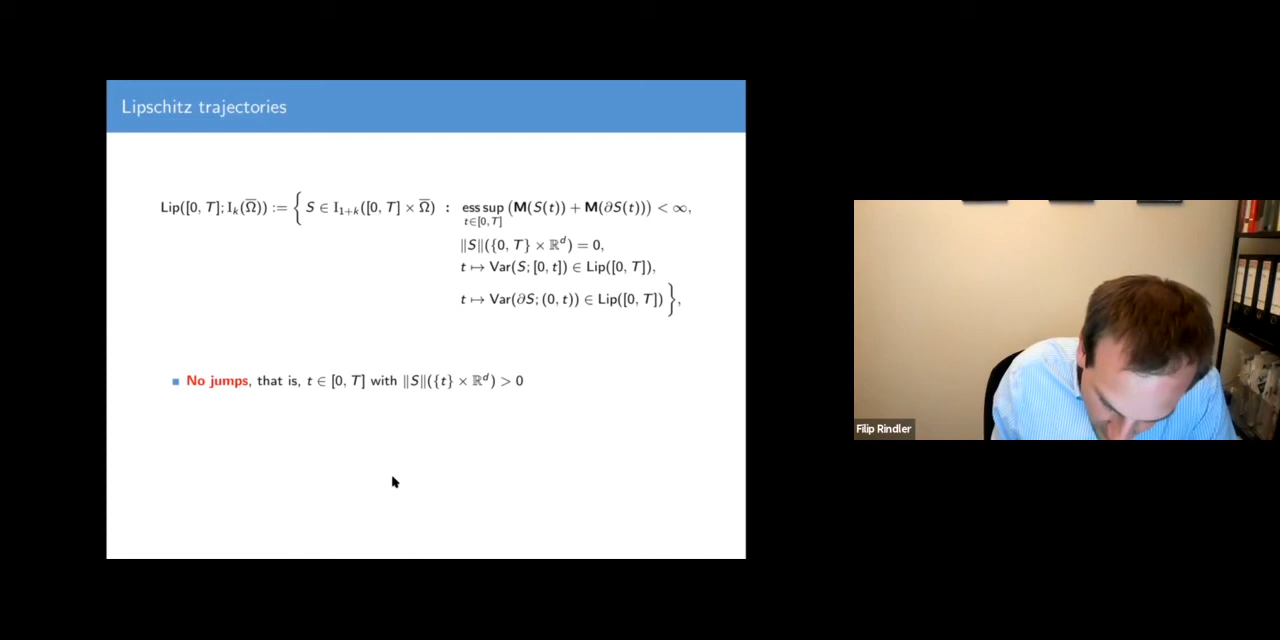 Lipschitz trajectories
Lip([0, T]; I_k(Ω̅)) := { S ∈ I_{1+k}([0, T] × Ω̅) : ess sup_{t∈[0,T]} (M(S(t)) + M(∂S(t))) < ∞,
‖S‖({0, T} × ℝ^d) = 0,
t ↦ Var(S; [0, t]) ∈ Lip([0, T]),
t ↦ Var(∂S; (0, t)) ∈ Lip([0, T]) },
■ No jumps, that is, t ∈ [0, T] with ‖S‖({t} × ℝ^d) > 0
Filip Rindler